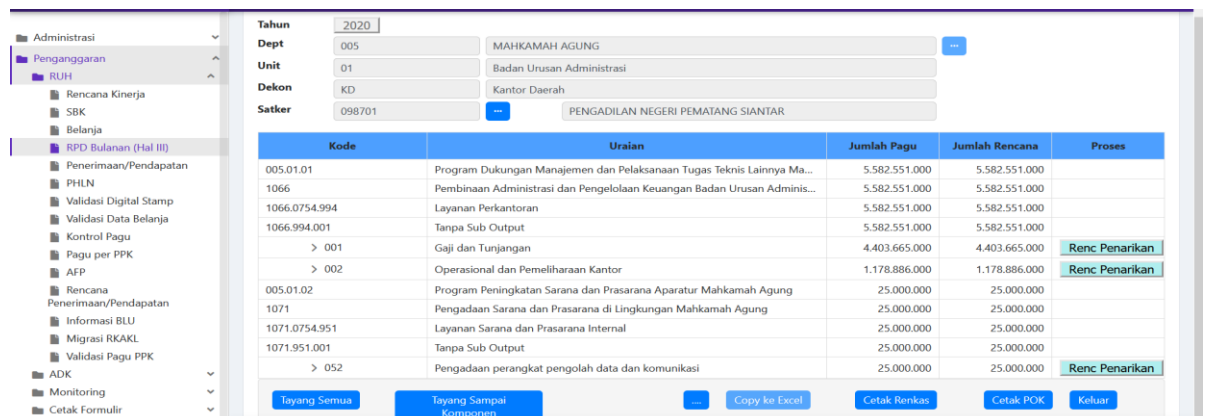 Administrasi
Penganggaran
RUH
Rencana Kinerja
SBK
Belanja
RPD Bulanan (Hal III)
Penerimaan/Pendapatan
PHLN
Validasi Digital Stamp
Validasi Data Belanja
Kontrol Pagu
Pagu per PPK
AFP
Rencana
Penerimaan/Pendapatan
Informasi BLU
Migrasi RKAKL
Validasi Pagu PPK
ADK
Monitoring
Cetak Formulir
Tahun 2020
Dept 005 MAHKAMAH AGUNG ...
Unit 01 Badan Urusan Administrasi
Dekon KD Kantor Daerah
Satker 098701 ... PENGADILAN NEGERI PEMATANG SIANTAR
Kode Uraian Jumlah Pagu Jumlah Rencana Proses
005.01.01 Program Dukungan Manajemen dan Pelaksanaan Tugas Teknis Lainnya Ma... 5.582.551.000 5.582.551.000
1066 Pembinaan Administrasi dan Pengelolaan Keuangan Badan Urusan Adminis... 5.582.551.000 5.582.551.000
1066.0754.994 Layanan Perkantoran 5.582.551.000 5.582.551.000
1066.994.001 Tanpa Sub Output 5.582.551.000 5.582.551.000
> 001 Gaji dan Tunjangan 4.403.665.000 4.403.665.000 Renc Penarikan
> 002 Operasional dan Pemeliharaan Kantor 1.178.886.000 1.178.886.000 Renc Penarikan
005.01.02 Program Peningkatan Sarana dan Prasarana Aparatur Mahkamah Agung 25.000.000 25.000.000
1071 Pengadaan Sarana dan Prasarana di Lingkungan Mahkamah Agung 25.000.000 25.000.000
1071.0754.951 Layanan Sarana dan Prasarana Internal 25.000.000 25.000.000
1071.951.001 Tanpa Sub Output 25.000.000 25.000.000
> 052 Pengadaan perangkat pengolah data dan komunikasi 25.000.000 25.000.000 Renc Penarikan
Tayang Semua Tayang Sampai Komponen ... Copy ke Excel Cetak Renkas Cetak POK Keluar